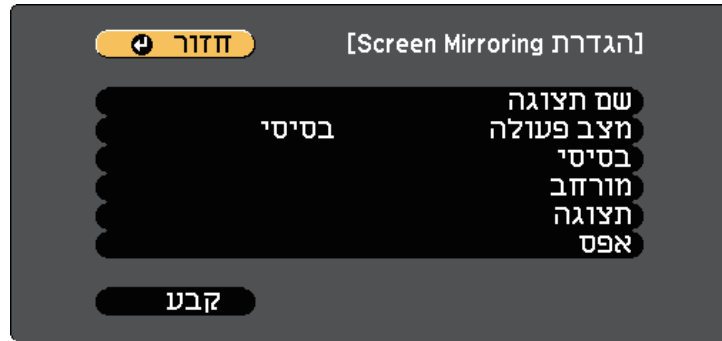 [הגדרת Screen Mirroring]
חזור
שם תצוגה
מצב פעולה בסיסי
בסיסי
מורחב
תצוגה
אפס
קבע